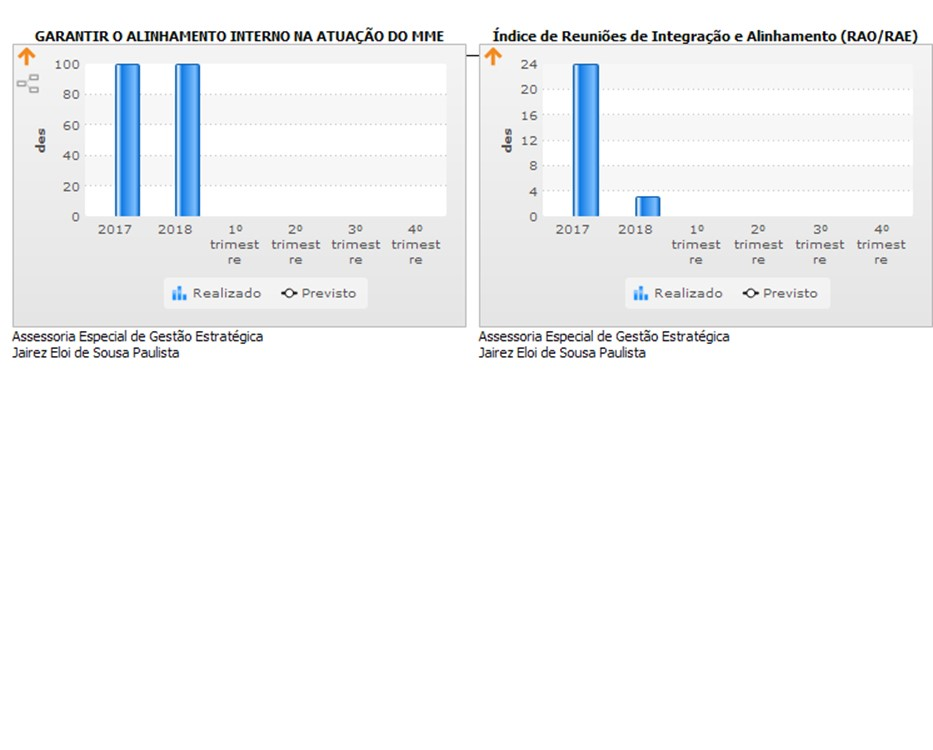 GARANTIR O ALINHAMENTO INTERNO NA ATUAÇÃO DO MME
100
80
60
40
20
0
des
2017 2018 1º 2º 3º 4º
trimest trimest trimest trimest
re re re re
Realizado Previsto
Assessoria Especial de Gestão Estratégica
Jairez Eloi de Sousa Paulista
Índice de Reuniões de Integração e Alinhamento (RAO/RAE)
24
20
16
12
8
4
0
des
2017 2018 1º 2º 3º 4º
trimest trimest trimest trimest
re re re re
Realizado Previsto
Assessoria Especial de Gestão Estratégica
Jairez Eloi de Sousa Paulista